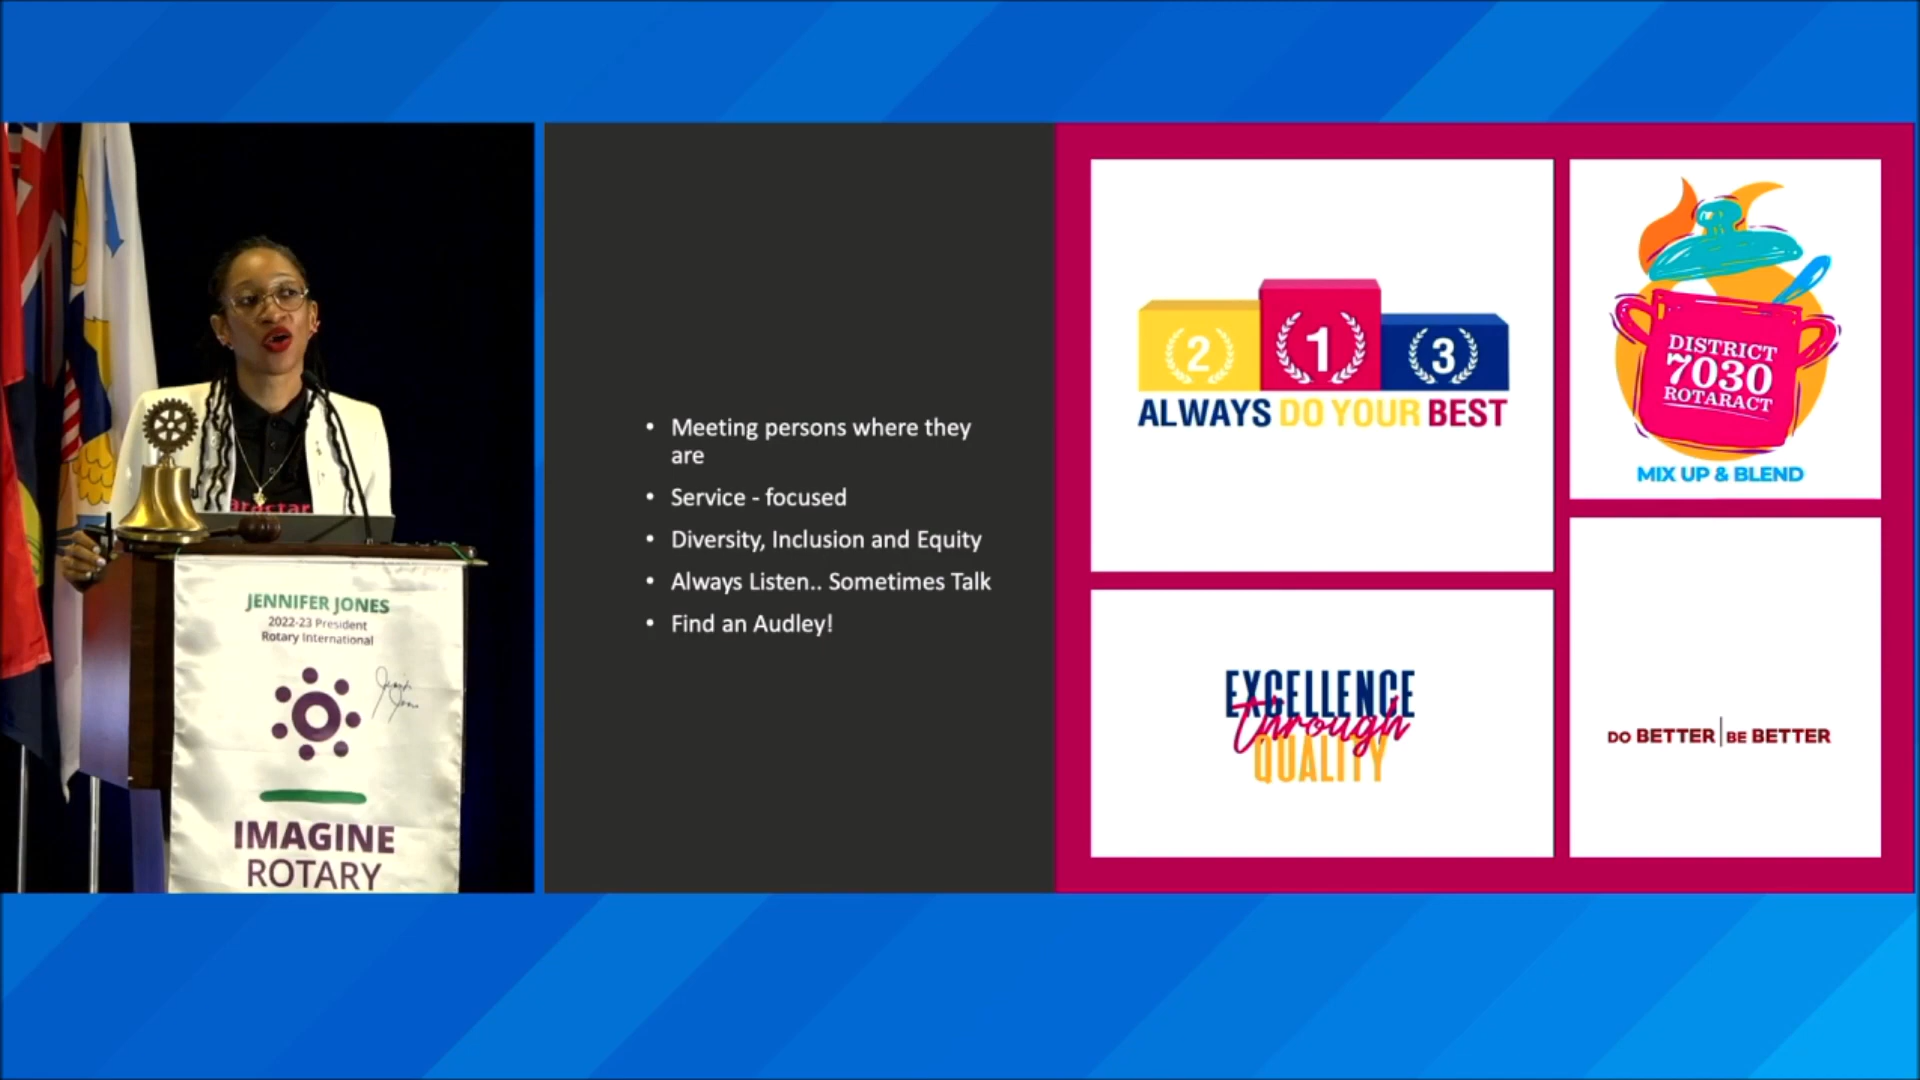 aractar
JENNIFER JONES
2022-23 President
Rotary International
IMAGINE
ROTARY
• Meeting persons where they
are
• Service - focused
• Diversity, Inclusion and Equity
• Always Listen.. Sometimes Talk
• Find an Audley!
2
1
3
ALWAYS DO YOUR BEST
DISTRICT
7030
ROTARACT
MIX UP & BLEND
EXCELLENCE
through
QUALITY
DO BETTER | BE BETTER